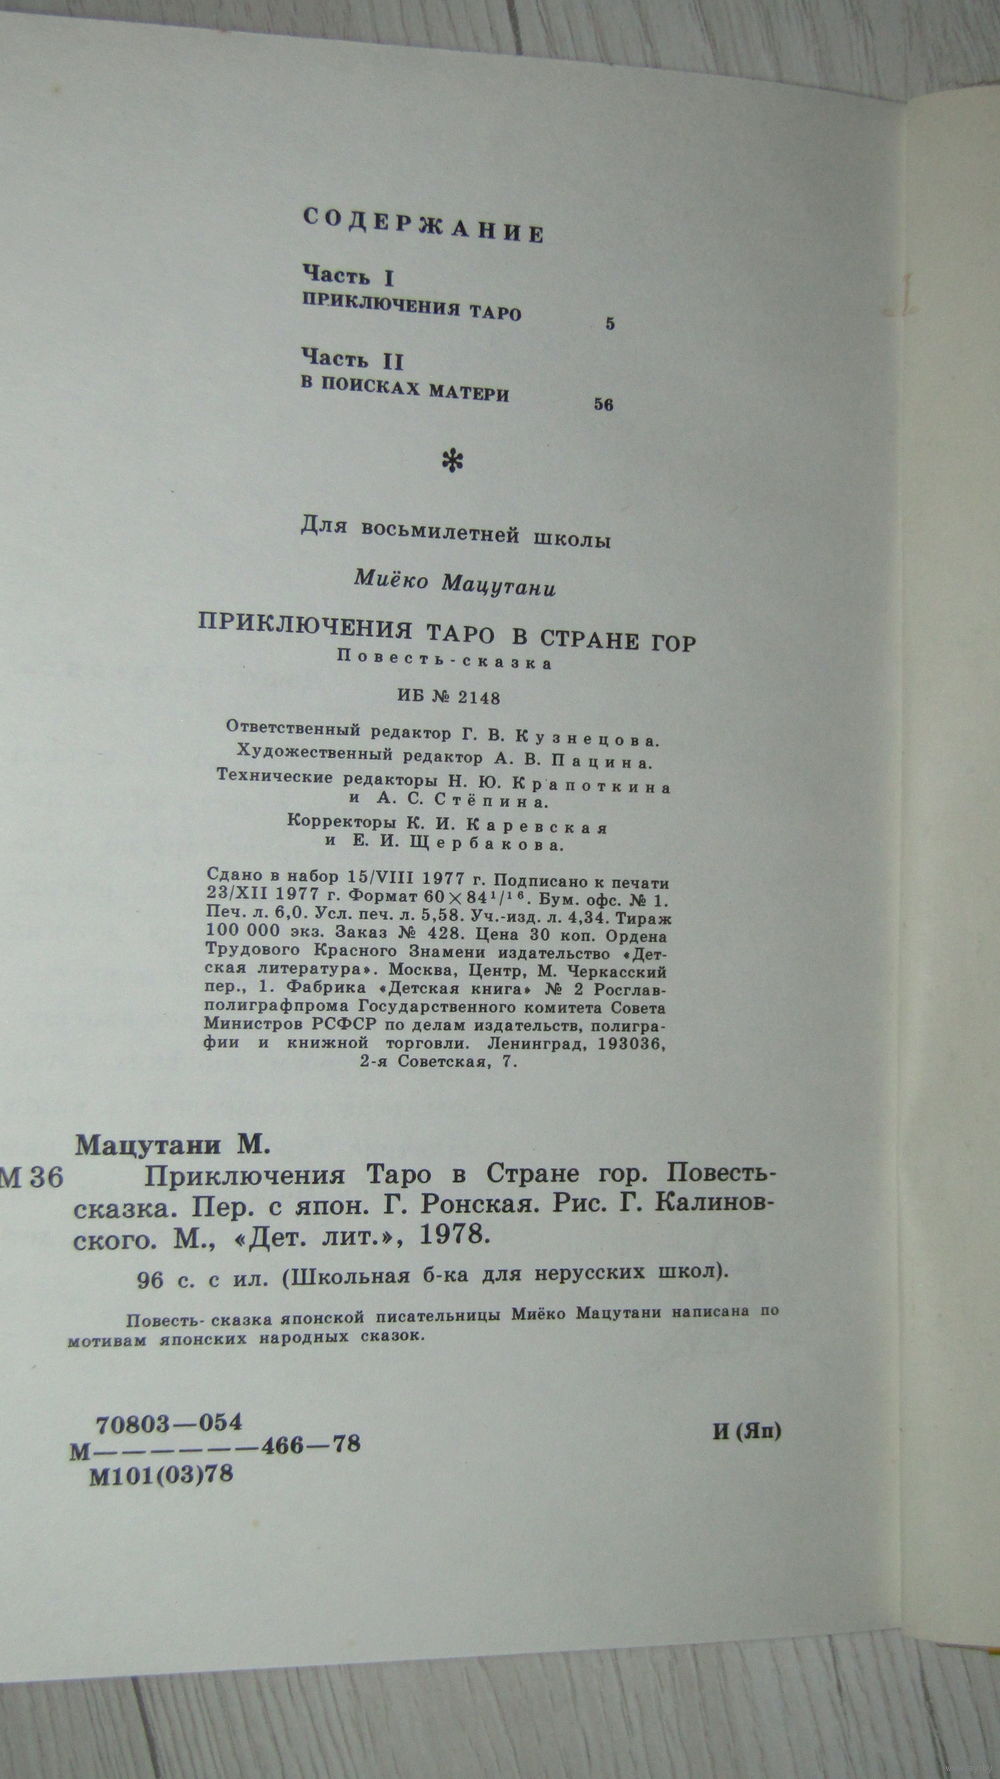 СОДЕРЖАНИЕ
Часть I
ПРИКЛЮЧЕНИЯ ТАРО 5
Часть II
В ПОИСКАХ МАТЕРИ 56
*
Для восьмилетней школы
Миёко Мацутани
ПРИКЛЮЧЕНИЯ ТАРО В СТРАНЕ ГОР
Повесть-сказка
ИБ № 2148
Ответственный редактор Г. В. Кузнецова.
Художественный редактор А. В. Пацина.
Технические редакторы Н. Ю. Крапоткина
и А. С. Стёпина.
Корректоры К. И. Каревская
и Е. И. Щербакова.
Сдано в набор 15/VIII 1977 г. Подписано к печати
23/XII 1977 г. Формат 60×84¹/¹⁶. Бум. офс. № 1.
Печ. л. 6,0. Усл. печ. л. 5,58. Уч.-изд. л. 4,34. Тираж
100 000 экз. Заказ № 428. Цена 30 коп. Ордена
Трудового Красного Знамени издательство «Дет-
ская литература». Москва, Центр, М. Черкасский
пер., 1. Фабрика «Детская книга» № 2 Росглав-
полиграфпрома Государственного комитета Совета
Министров РСФСР по делам издательств, полигра-
фии и книжной торговли. Ленинград, 193036,
2-я Советская, 7.
Мацутани М.
М 36 Приключения Таро в Стране гор. Повесть-
сказка. Пер. с япон. Г. Ронская. Рис. Г. Калинов-
ского. М., «Дет. лит.», 1978.
96 с. с ил. (Школьная б-ка для нерусских школ).
Повесть- сказка японской писательницы Миёко Мацутани написана по
мотивам японских народных сказок.
70803—054
М——————466—78
М101(03)78
И (Яп)